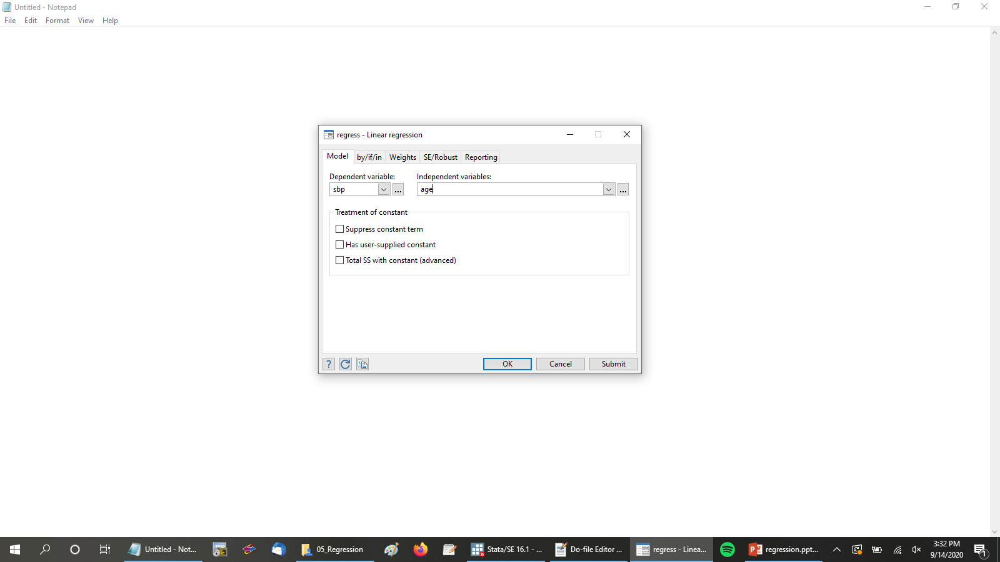 Untitled - Notepad
File Edit Format View Help
regress - Linear regression
Model by/if/in Weights SE/Robust Reporting
Dependent variable: Independent variables:
sbp ... age ...
Treatment of constant
Suppress constant term
Has user-supplied constant
Total SS with constant (advanced)
? OK Cancel Submit
Untitled - Not... 05_Regression Stata/SE 16.1 - ... Do-file Editor ... regress - Linea... regression.ppt... 3:32 PM
9/14/2020 1